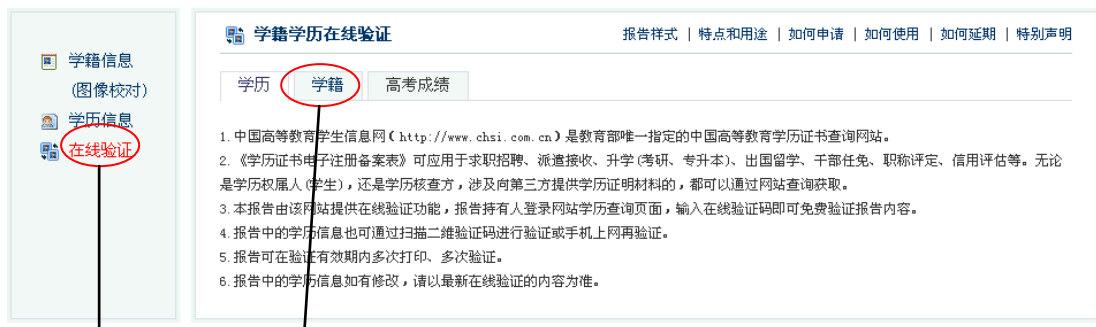 学籍信息
(图像校对)
学历信息
在线验证
学籍学历在线验证
报告样式 | 特点和用途 | 如何申请 | 如何使用 | 如何延期 | 特别声明
学历 学籍 高考成绩
1.中国高等教育学生信息网(http://www.chsi.com.cn)是教育部唯一指定的中国高等教育学历证书查询网站。
2.《学历证书电子注册备案表》可应用于求职招聘、派遣接收、升学(考研、专升本)、出国留学、干部任免、职称评定、信用评估等。无论
是学历权属人(学生),还是学历核查方,涉及向第三方提供学历证明材料的,都可以通过网站查询获取。
3.本报告由该网站提供在线验证功能,报告持有人登录网站学历查询页面,输入在线验证码即可免费验证报告内容。
4.报告中的学历信息也可通过扫描二维验证码进行验证或手机上网再验证。
5.报告可在验证有效期内多次打印、多次验证。
6.报告中的学历信息如有修改,请以最新在线验证的内容为准。